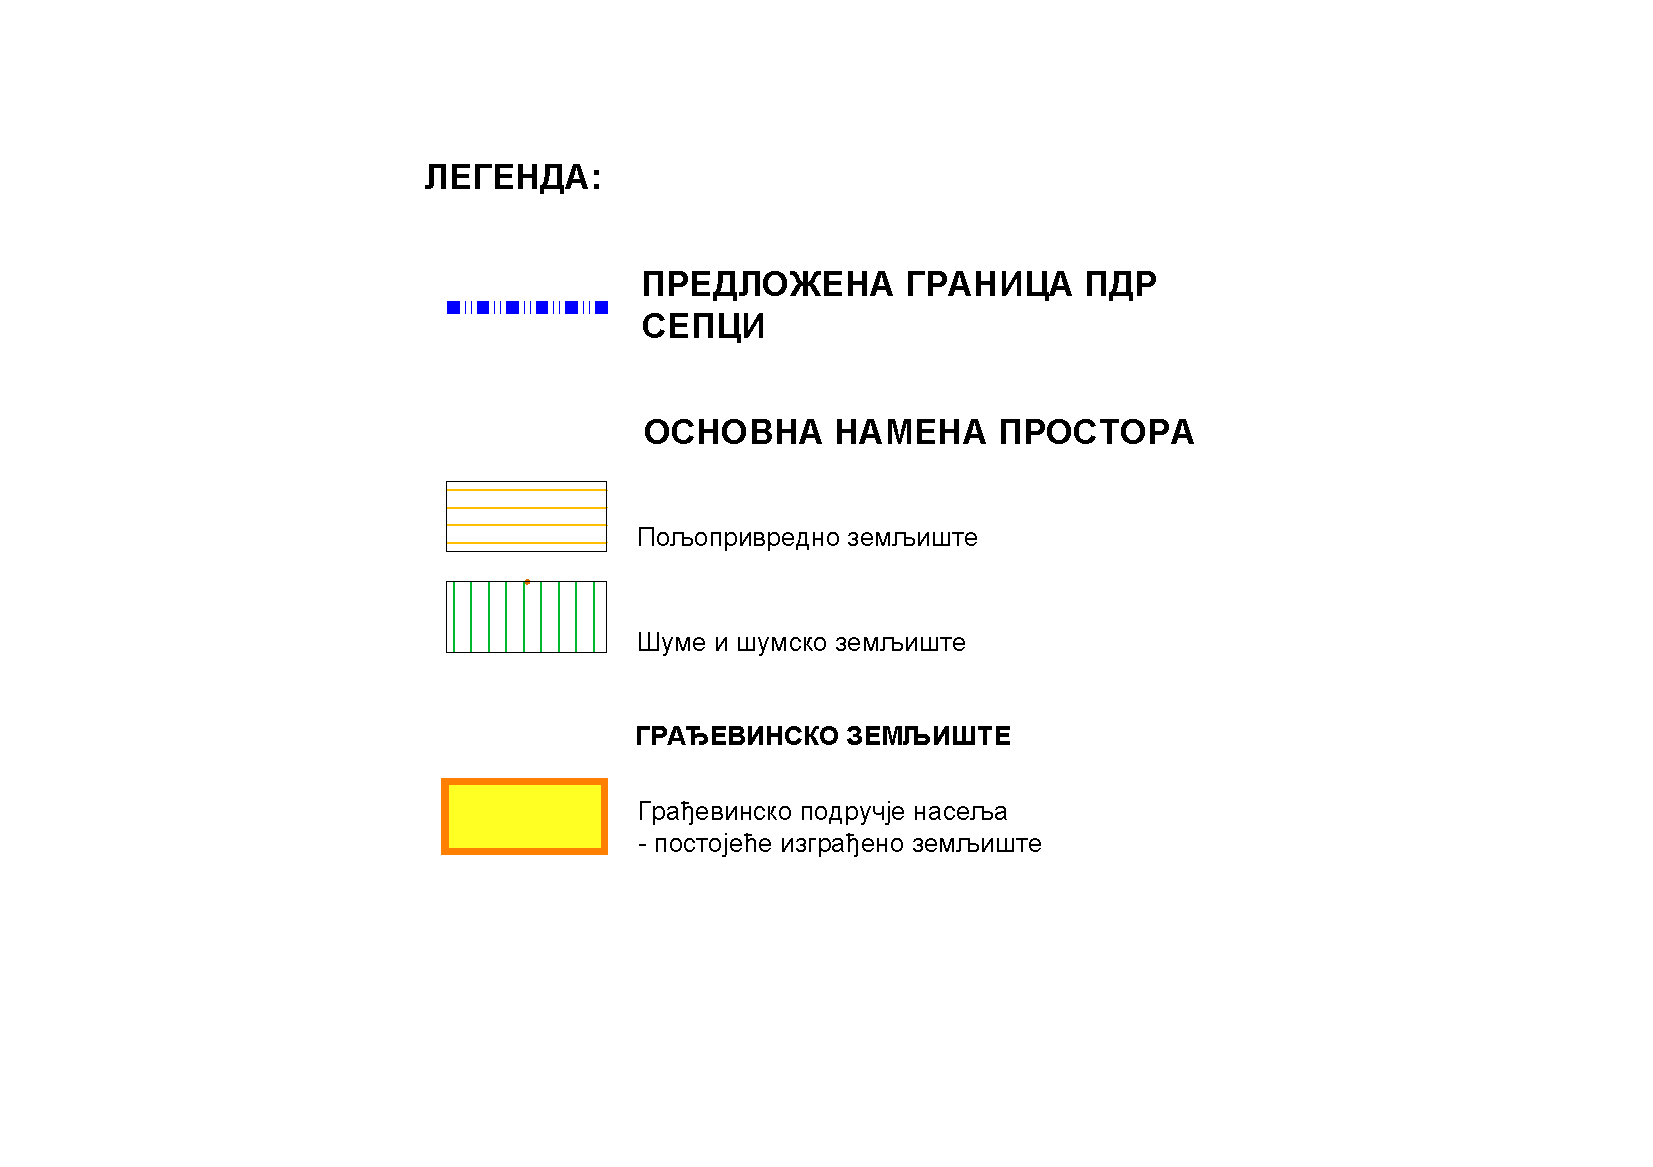 ЛЕГЕНДА:
ПРЕДЛОЖЕНА ГРАНИЦА ПДР
СЕПЦИ
ОСНОВНА НАМЕНА ПРОСТОРА
Пољопривредно земљиште
Шуме и шумско земљиште
ГРАЂЕВИНСКО ЗЕМЉИШТЕ
Грађевинско подручје насеља
- постојеће изграђено земљиште